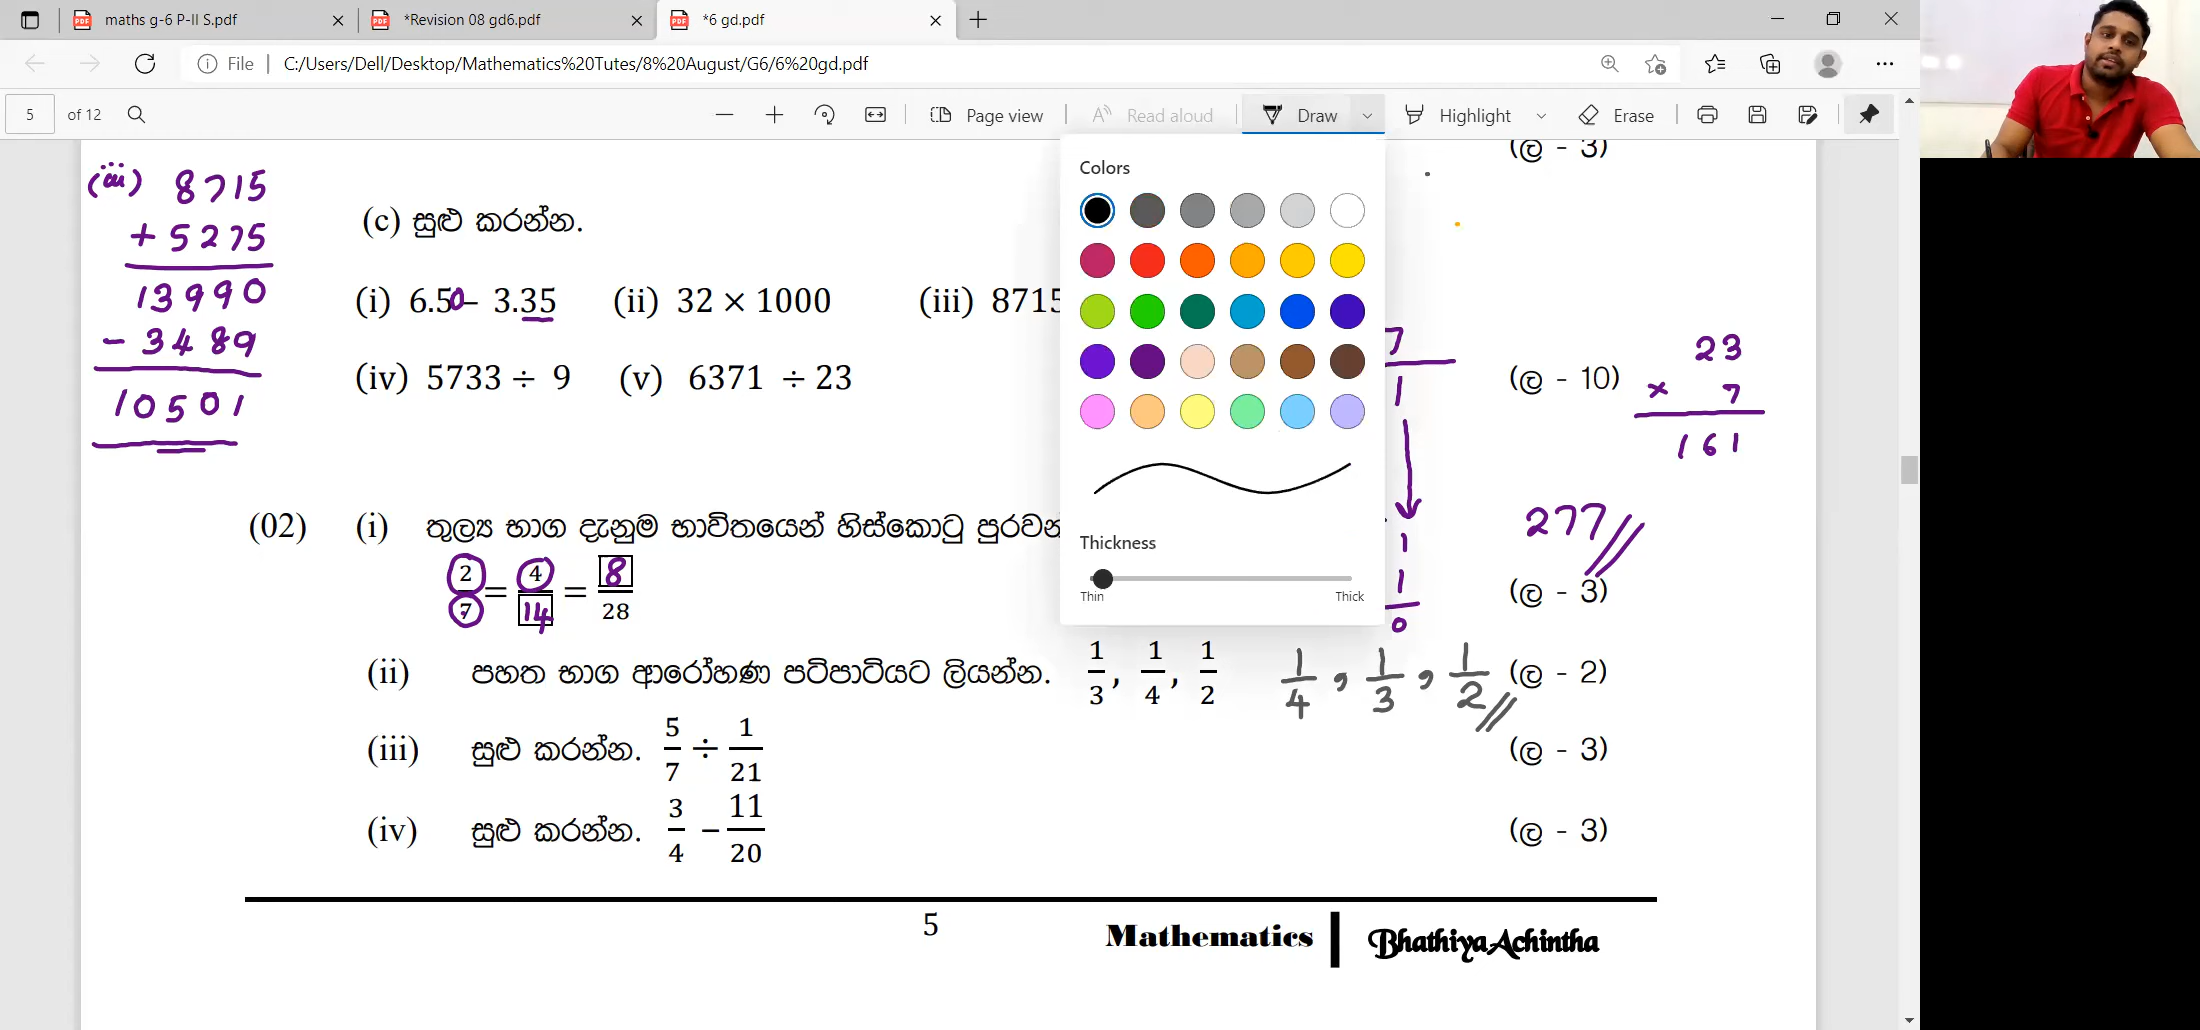 maths g-6 P-II S.pdf
*Revision 08 gd6.pdf
*6 gd.pdf
File
C:/Users/Dell/Desktop/Mathematics%20Tutes/8%20August/G6/6%20gd.pdf
5 of 12
Page view
Read aloud
Draw
Highlight
Erase
(ල - 3)
(iii) 8715
+ 5275
13990
- 3489
10501
(c) සුළු කරන්න.
(i) 6.50 - 3.35 (ii) 32 × 1000 (iii) 8715
(iv) 5733 ÷ 9 (v) 6371 ÷ 23
(ල - 10)
Colors
Thickness
Thin Thick
7
1
1
1
0
23
× 7
161
277//
(02) (i) තුල්‍ය භාග දැනුම භාවිතයෙන් හිස්කොටු පුරවන්
2/7 = 4/14 = 8/28 (ල - 3)
(ii) පහත භාග ආරෝහණ පටිපාටියට ලියන්න. 1/3, 1/4, 1/2 1/4, 1/3, 1/2// (ල - 2)
(iii) සුළු කරන්න. 5/7 ÷ 1/21 (ල - 3)
(iv) සුළු කරන්න. 3/4 - 11/20 (ල - 3)
5
Mathematics | Bhathiya Achintha